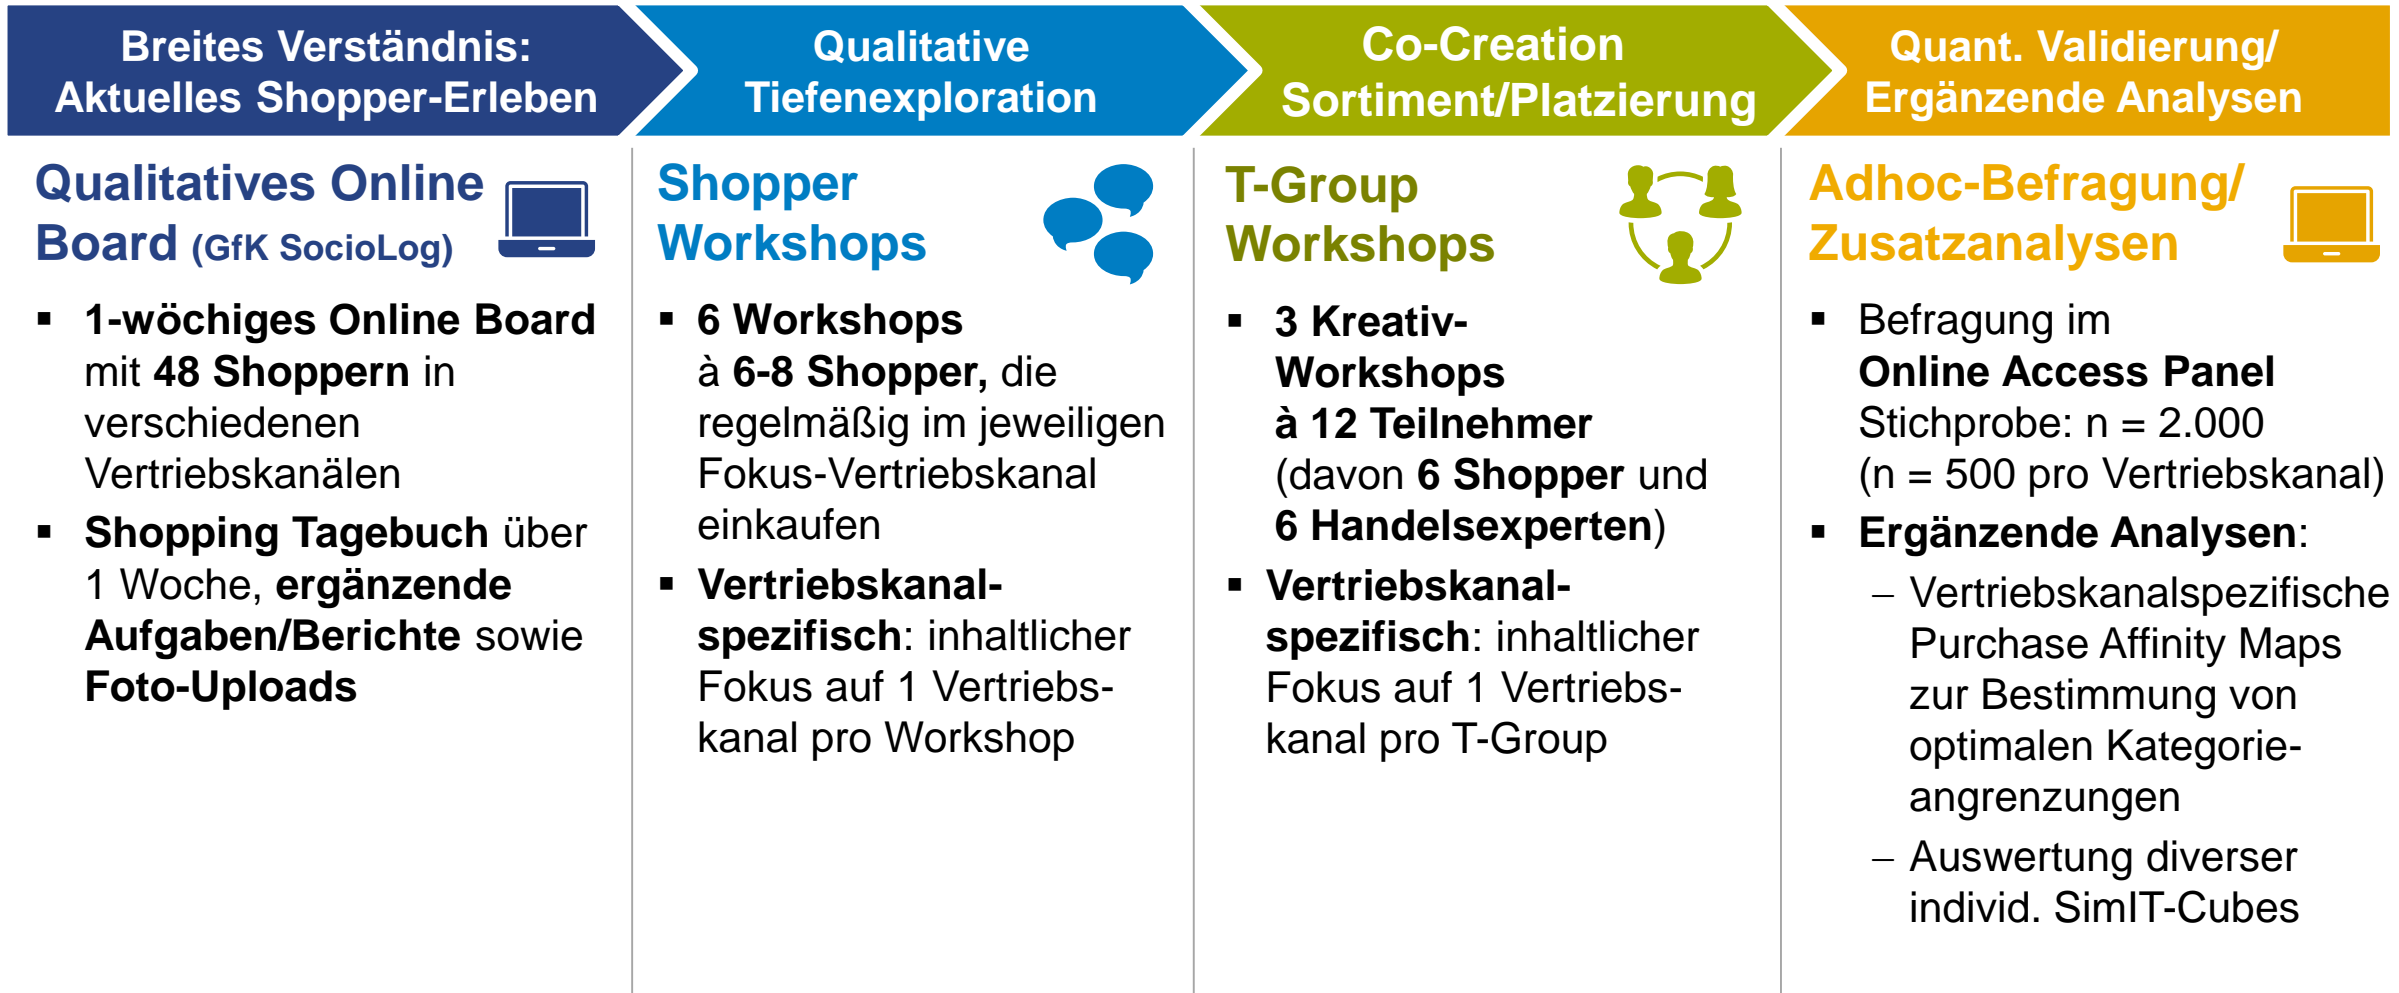 Breites Verständnis:
Aktuelles Shopper-Erleben
Qualitative
Tiefenexploration
Co-Creation
Sortiment/Platzierung
Quant. Validierung/
Ergänzende Analysen
Qualitatives Online
Board (GfK SocioLog)
▪ 1-wöchiges Online Board
mit 48 Shoppern in
verschiedenen
Vertriebskanälen
▪ Shopping Tagebuch über
1 Woche, ergänzende
Aufgaben/Berichte sowie
Foto-Uploads
Shopper
Workshops
▪ 6 Workshops
à 6-8 Shopper, die
regelmäßig im jeweiligen
Fokus-Vertriebskanal
einkaufen
▪ Vertriebskanal-
spezifisch: inhaltlicher
Fokus auf 1 Vertriebs-
kanal pro Workshop
T-Group
Workshops
▪ 3 Kreativ-
Workshops
à 12 Teilnehmer
(davon 6 Shopper und
6 Handelsexperten)
▪ Vertriebskanal-
spezifisch: inhaltlicher
Fokus auf 1 Vertriebs-
kanal pro T-Group
Adhoc-Befragung/
Zusatzanalysen
▪ Befragung im
Online Access Panel
Stichprobe: n = 2.000
(n = 500 pro Vertriebskanal)
▪ Ergänzende Analysen:
– Vertriebskanalspezifische
Purchase Affinity Maps
zur Bestimmung von
optimalen Kategorie-
angrenzungen
– Auswertung diverser
individ. SimIT-Cubes